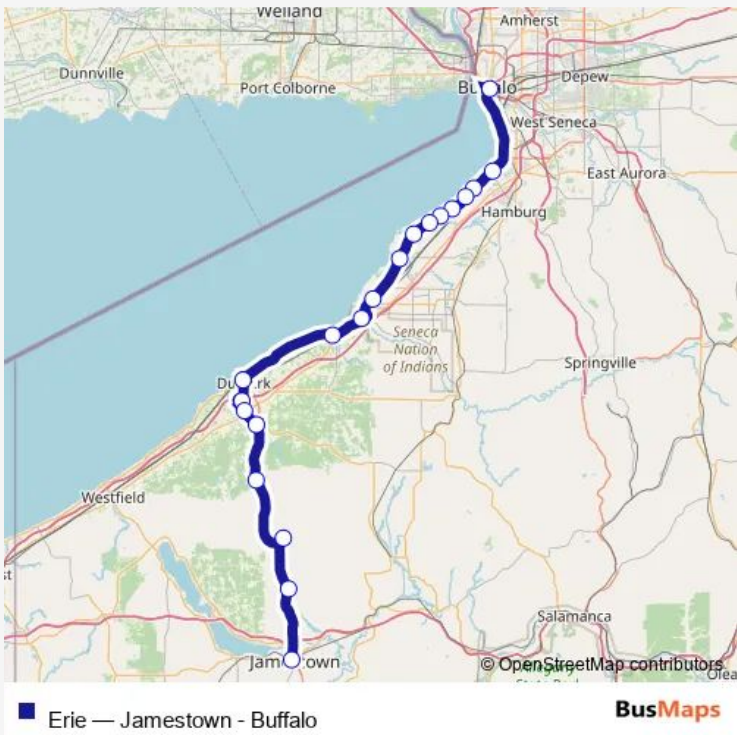 Welland
Amherst
Dunnville
Port Colborne
Buffalo
Depew
West Seneca
East Aurora
Hamburg
Seneca
Nation
of Indians
Springville
Westfield
Salamanca
© OpenStreetMap contributors
Erie — Jamestown - Buffalo
BusMaps